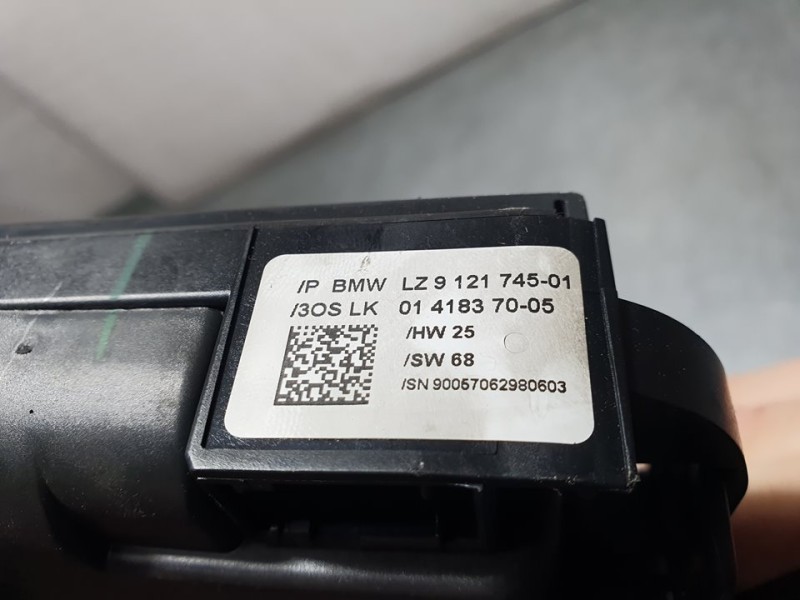 /P BMW LZ 9 121 745-01
/3OS LK 01 4183 70-05
/HW 25
/SW 68
/SN 90057062980603